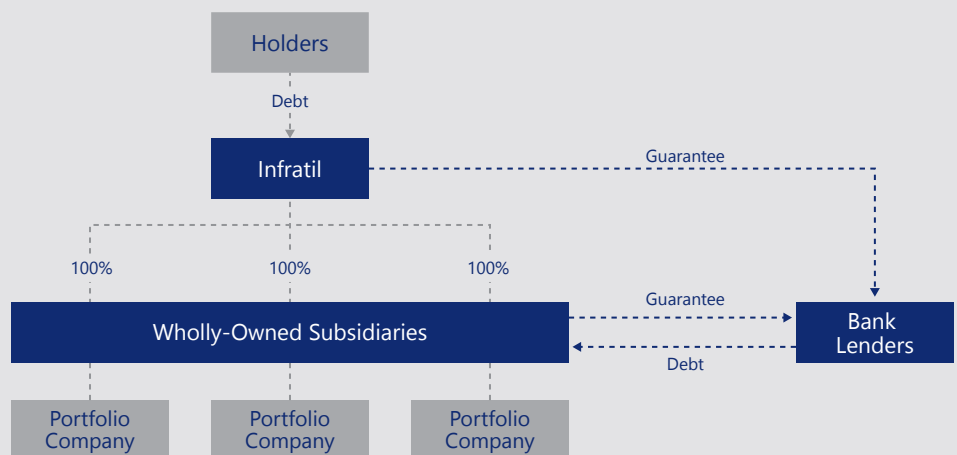 Holders
Debt
Infratil
Guarantee
100%
100%
100%
Wholly-Owned Subsidiaries
Guarantee
Debt
Bank
Lenders
Portfolio
Company
Portfolio
Company
Portfolio
Company